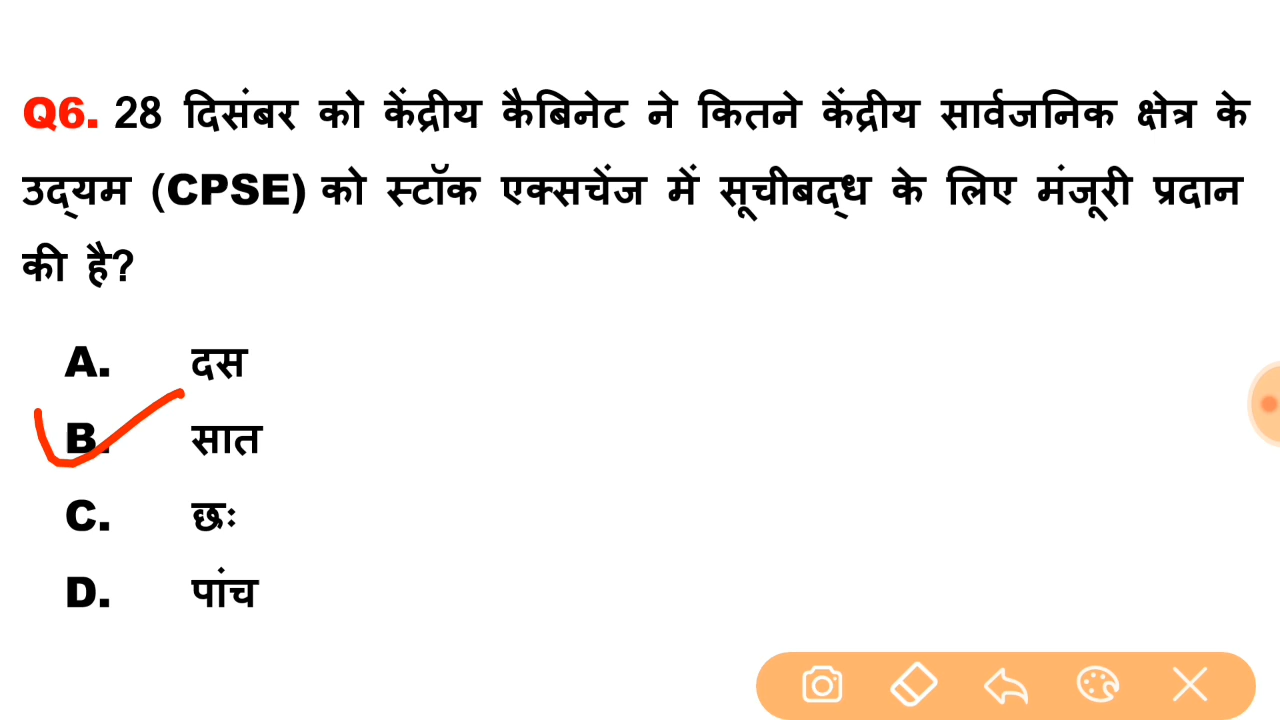 Q6. 28 दिसंबर को केंद्रीय कैबिनेट ने कितने केंद्रीय सार्वजनिक क्षेत्र के
उद्यम (CPSE) को स्टॉक एक्सचेंज में सूचीबद्ध के लिए मंजूरी प्रदान
की है?
A. दस
B. सात
C. छः
D. पांच